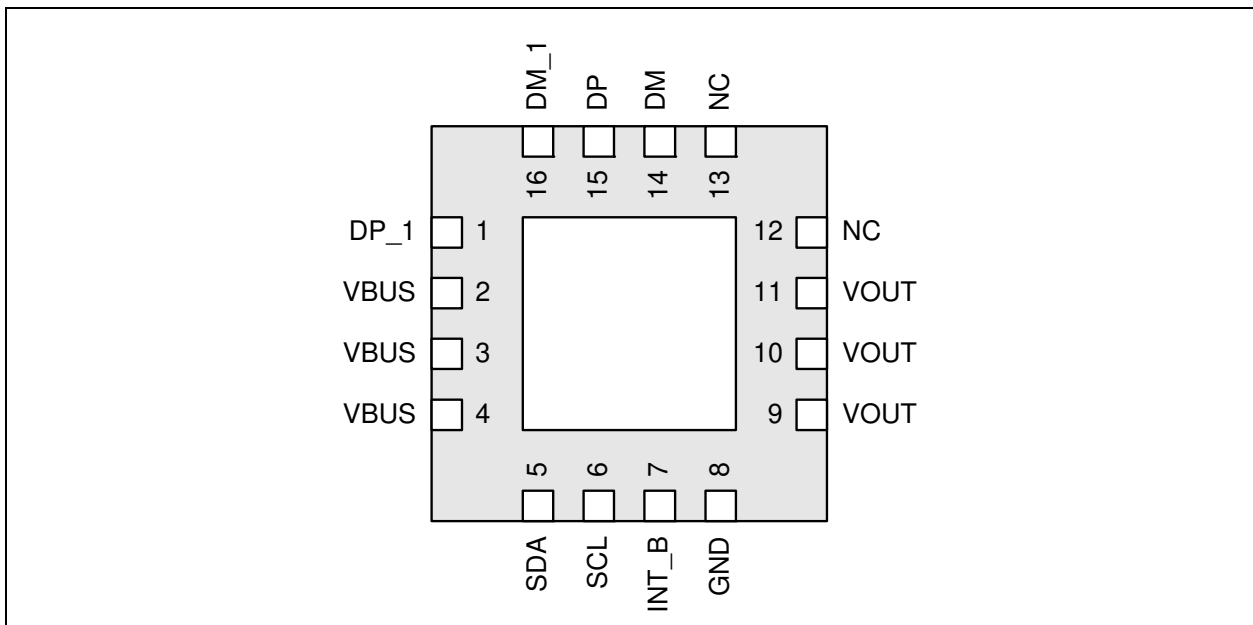 DM_1 DP DM NC
16 15 14 13
DP_1 1 12 NC
VBUS 2 11 VOUT
VBUS 3 10 VOUT
VBUS 4 9 VOUT
5 6 7 8
SDA SCL INT_B GND